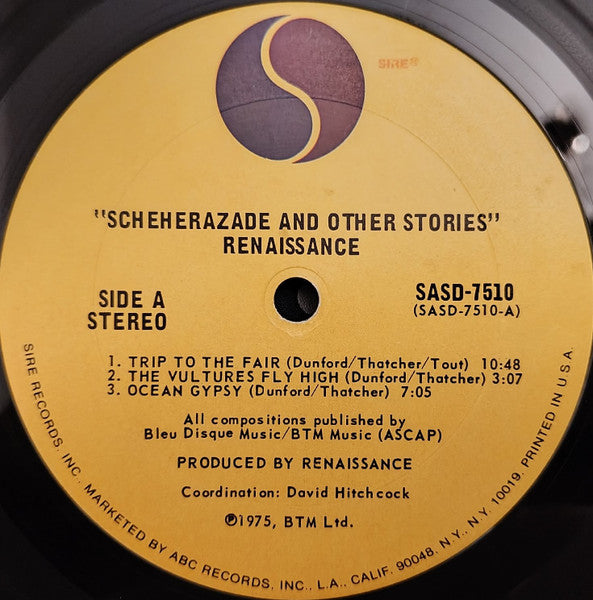 SIRE®
"SCHEHERAZADE AND OTHER STORIES"
RENAISSANCE
SIDE A
STEREO
SASD-7510
(SASD-7510-A)
1. TRIP TO THE FAIR (Dunford/Thatcher/Tout) 10:48
2. THE VULTURES FLY HIGH (Dunford/Thatcher) 3:07
3. OCEAN GYPSY (Dunford/Thatcher) 7:05
All compositions published by
Bleu Disque Music/BTM Music (ASCAP)
PRODUCED BY RENAISSANCE
Coordination: David Hitchcock
℗1975, BTM Ltd.
SIRE RECORDS, INC., MARKETED BY ABC RECORDS, INC., L.A., CALIF. 90048, N.Y., N.Y. 10019. PRINTED IN U.S.A.